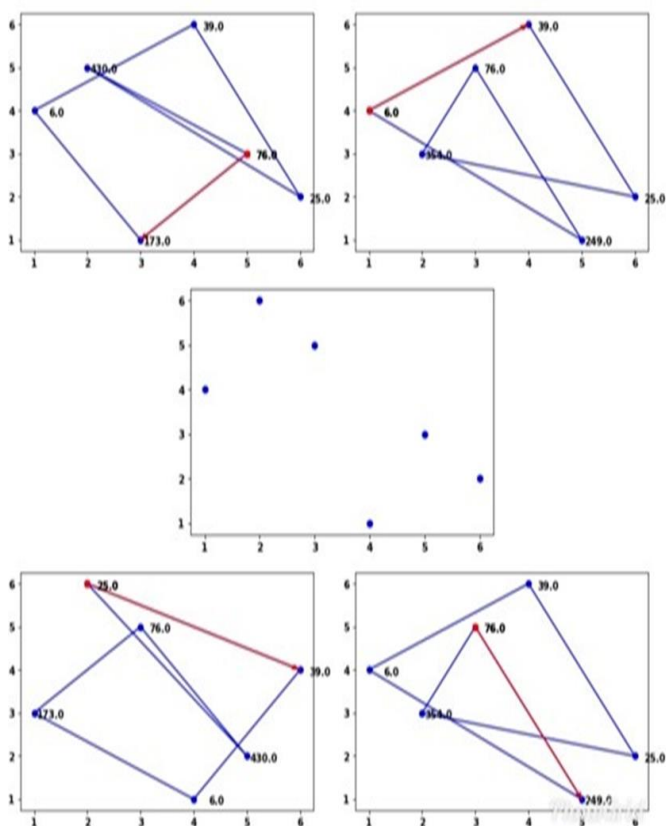 6 39.0 6 39.0
5 430.0 5 76.0
4 6.0 4 6.0
3 76.0 3 354.0
2 25.0 2 25.0
1 173.0 1 249.0
1 2 3 4 5 6 1 2 3 4 5 6
6
5
4
3
2
1
1 2 3 4 5 6
6 25.0 6 39.0
5 76.0 5 76.0
4 39.0 4 6.0
3 173.0 3 354.0
2 430.0 2 25.0
1 6.0 1 249.0
1 2 3 4 5 6 1 2 3 4 5 6